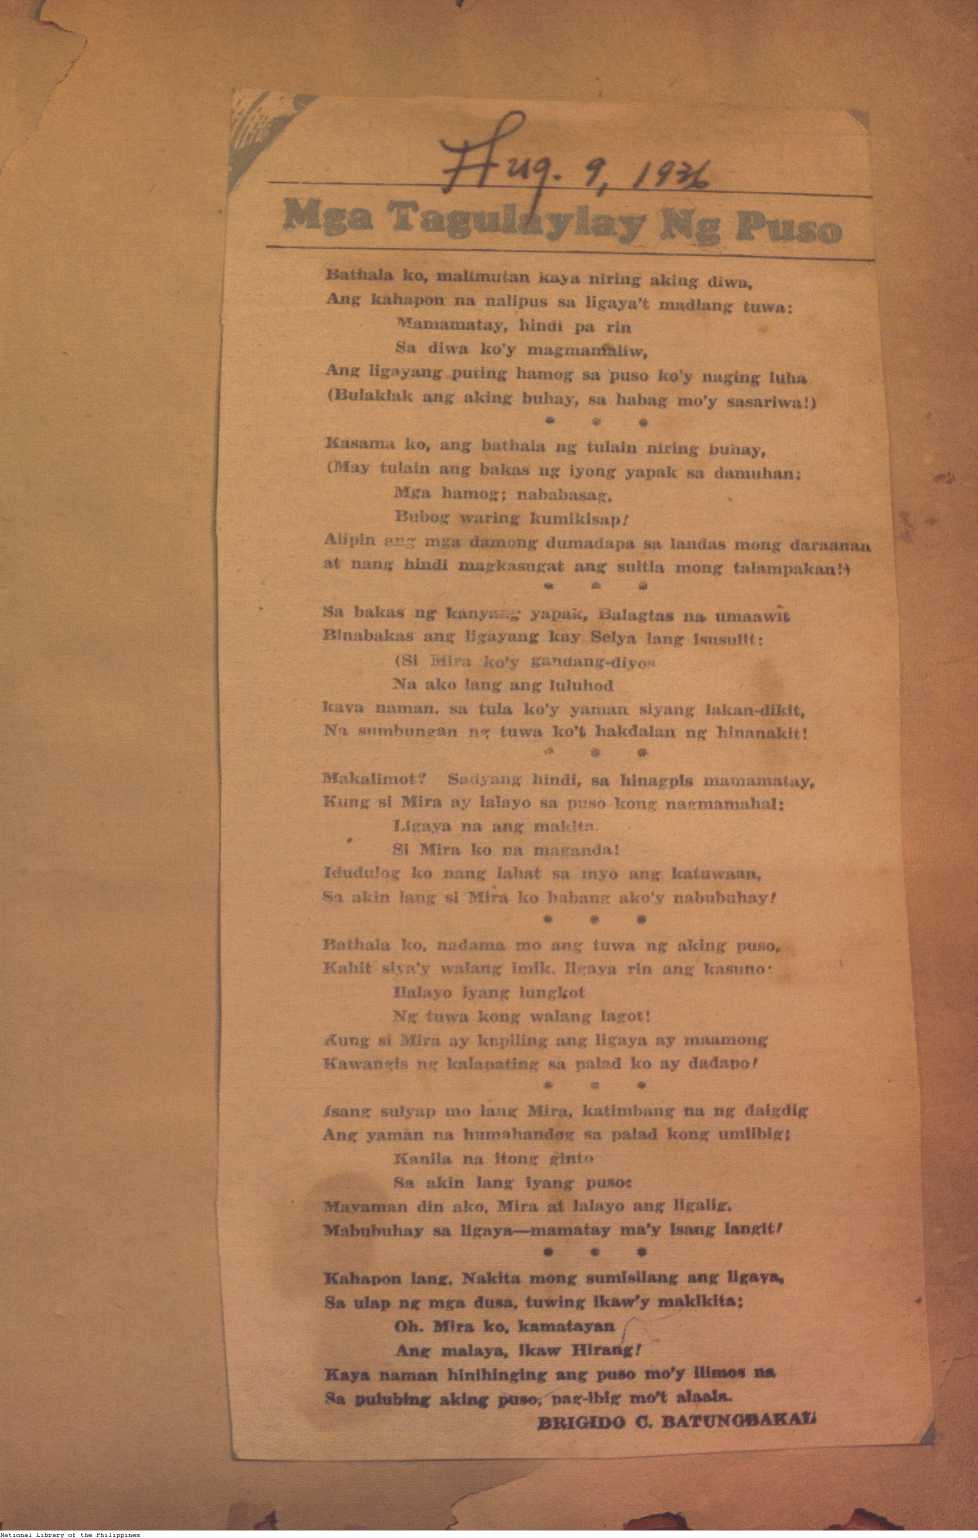 Aug. 9, 1936
Mga Tagulaylay Ng Puso
Bathala ko, malimutan kaya niring aking diwa,
Ang kahapon na nalipus sa ligaya't madlang tuwa:
Mamamatay, hindi pa rin
Sa diwa ko'y magmamaliw,
Ang ligayang puting hamog sa puso ko'y naging luha
(Bulaklak ang aking buhay, sa habag mo'y sasariwa!)
* * *
Kasama ko, ang bathala ng tulain niring buhay,
(May tulain ang bakas ng iyong yapak sa damuhan;
Mga hamog; nababasag,
Bubog waring kumikisap!
Alipin ang mga damong dumadapa sa landas mong daraanan
at nang hindi magkasugat ang suitla mong talampakan!)
* * *
Sa bakas ng kanyang yapak, Balagtas na umaawit
Binabakas ang ligayang kay Selya lang isusulit:
(Si Mira ko'y gandang-diyos
Na ako lang ang luluhod
kaya naman, sa tula ko'y yaman siyang lakan-dikit,
Na sumbungan ng tuwa ko't hakdalan ng hinanakit!
* * *
Makalimot? Sadyang hindi, sa hinagpis mamamatay,
Kung si Mira ay lalayo sa puso kong nagmamahal:
Ligaya na ang makita
Si Mira ko na maganda!
Idudulog ko nang lahat sa inyo ang katuwaan,
Sa akin lang si Mira ko habang ako'y nabubuhay!
* * *
Bathala ko, nadama mo ang tuwa ng aking puso,
Kahit siya'y walang imik, ligaya rin ang kasuno:
Ilalayo iyang lungkot
Ng tuwa kong walang lagot!
Kung si Mira ay kapiling ang ligaya ay maamong
Kawangis ng kalapating sa palad ko ay dadapo!
* * *
Isang sulyap mo lang Mira, katimbang na ng daigdig
Ang yaman na humahandog sa palad kong umiibig;
Kanila na itong ginto
Sa akin lang iyang puso:
Mayaman din ako, Mira at lalayo ang ligalig,
Mabubuhay sa ligaya—mamatay ma'y isang langit!
* * *
Kahapon lang, Nakita mong sumisilang ang ligaya,
Sa ulap ng mga dusa, tuwing ikaw'y makikita;
Oh, Mira ko, kamatayan
Ang malaya, ikaw Hirang!
Kaya naman hinihinging ang puso mo'y ilimos na
Sa pulubing aking puso, pag-ibig mo't alaala.
BRIGIDO C. BATUNGBAKAL
National Library of the Philippines